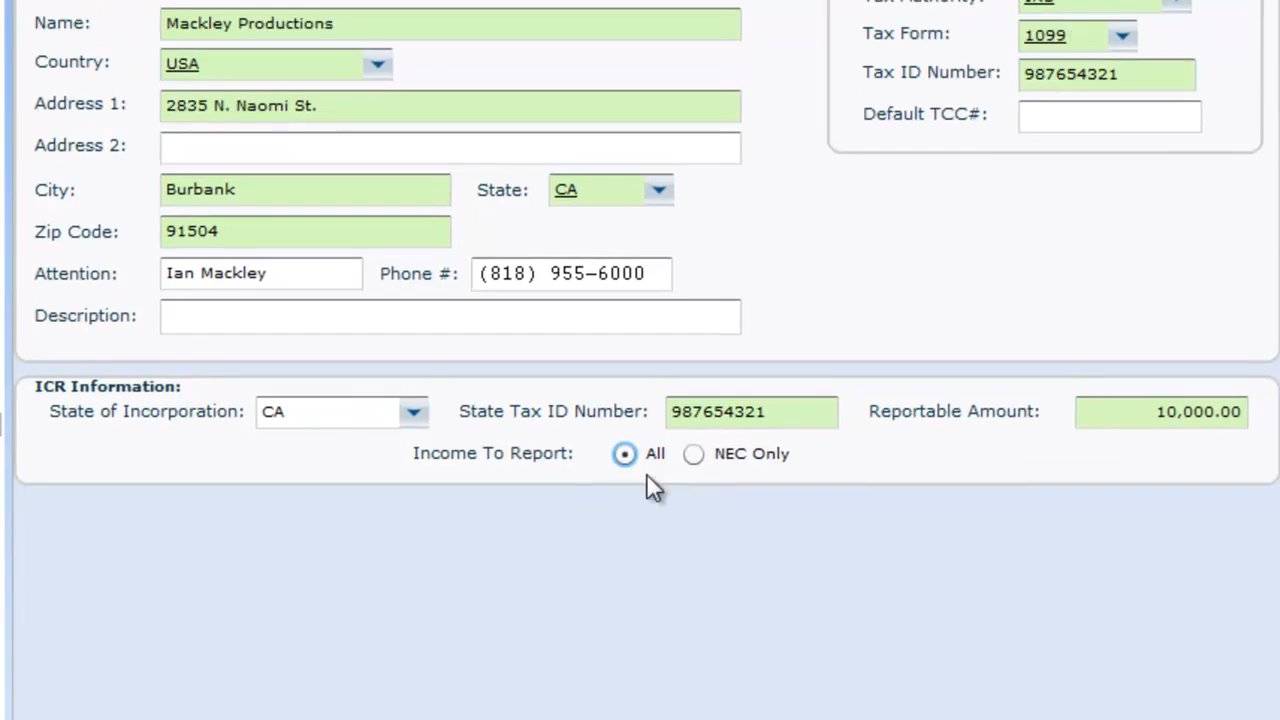 Name: Mackley Productions
Country: USA
Address 1: 2835 N. Naomi St.
Address 2:
City: Burbank State: CA
Zip Code: 91504
Attention: Ian Mackley Phone #: (818) 955-6000
Description:
Tax Form: 1099
Tax ID Number: 987654321
Default TCC#:
ICR Information:
State of Incorporation: CA State Tax ID Number: 987654321 Reportable Amount: 10,000.00
Income To Report: All NEC Only